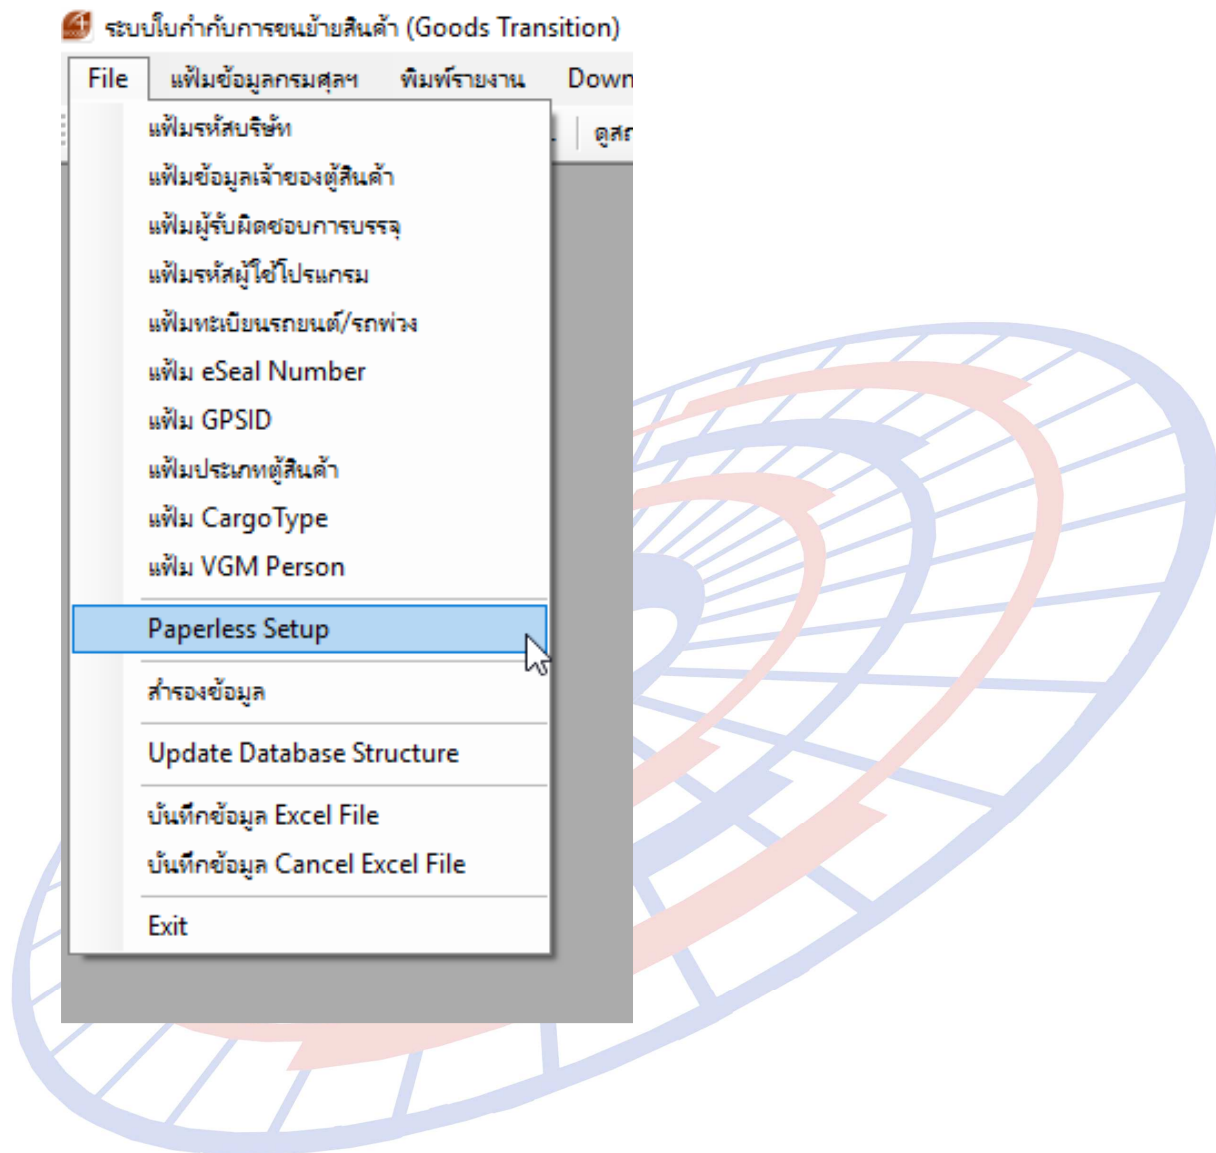 ระบบใบกำกับการขนย้ายสินค้า (Goods Transition)
File แฟ้มข้อมูลกรมศุลฯ พิมพ์รายงาน
แฟ้มรหัสบริษัท
แฟ้มข้อมูลเจ้าของตู้สินค้า
แฟ้มผู้รับผิดชอบการบรรจุ
แฟ้มรหัสผู้ใช้โปรแกรม
แฟ้มทะเบียนรถยนต์/รถพ่วง
แฟ้ม eSeal Number
แฟ้ม GPSID
แฟ้มประเภทตู้สินค้า
แฟ้ม CargoType
แฟ้ม VGM Person
Paperless Setup
สำรองข้อมูล
Update Database Structure
บันทึกข้อมูล Excel File
บันทึกข้อมูล Cancel Excel File
Exit